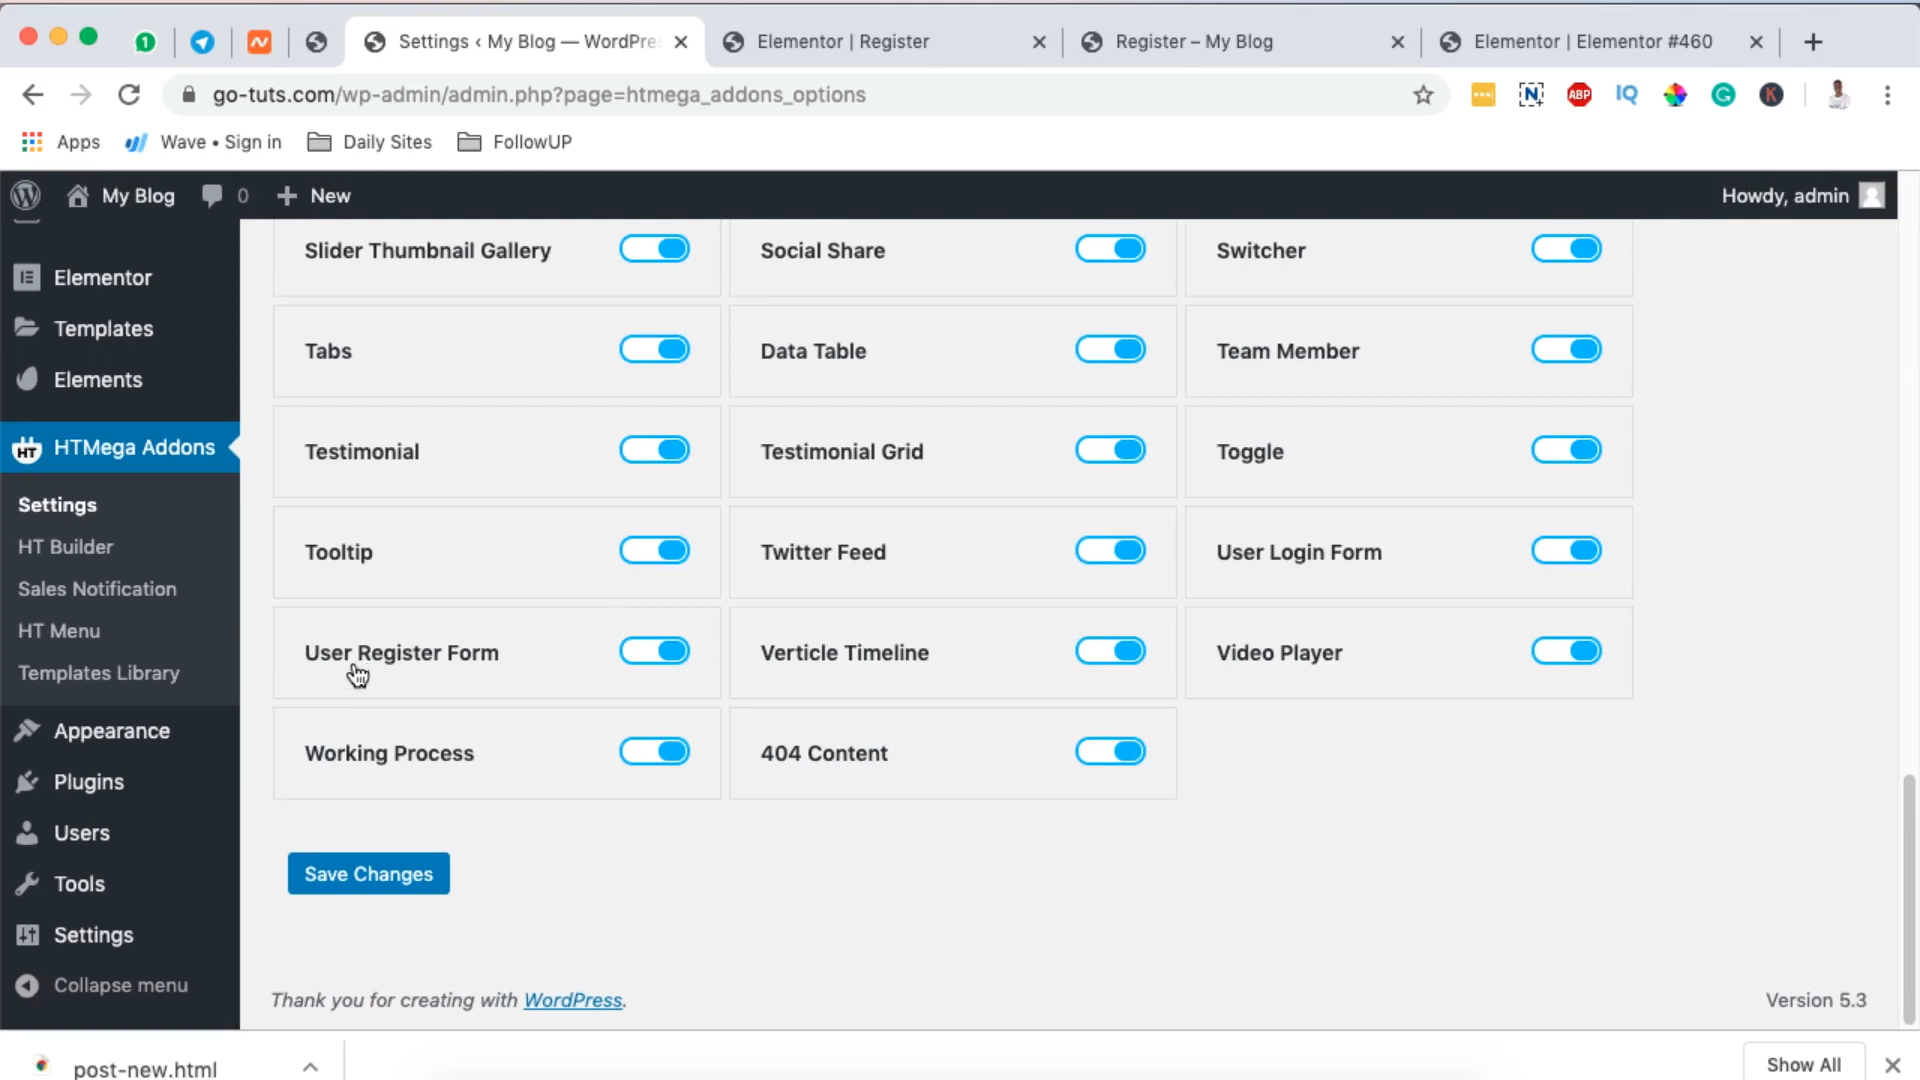 1
Settings ‹ My Blog — WordPre
Elementor | Register
Register – My Blog
Elementor | Elementor #460
go-tuts.com/wp-admin/admin.php?page=htmega_addons_options
ABP
IQ
Apps
Wave • Sign in
Daily Sites
FollowUP
My Blog
0
New
Howdy, admin
Elementor
Templates
Elements
HT
HTMega Addons
Settings
HT Builder
Sales Notification
HT Menu
Templates Library
Appearance
Plugins
Users
Tools
Settings
Collapse menu
Slider Thumbnail Gallery
Social Share
Switcher
Tabs
Data Table
Team Member
Testimonial
Testimonial Grid
Toggle
Tooltip
Twitter Feed
User Login Form
User Register Form
Verticle Timeline
Video Player
Working Process
404 Content
Save Changes
Thank you for creating with WordPress.
Version 5.3
post-new.html
Show All